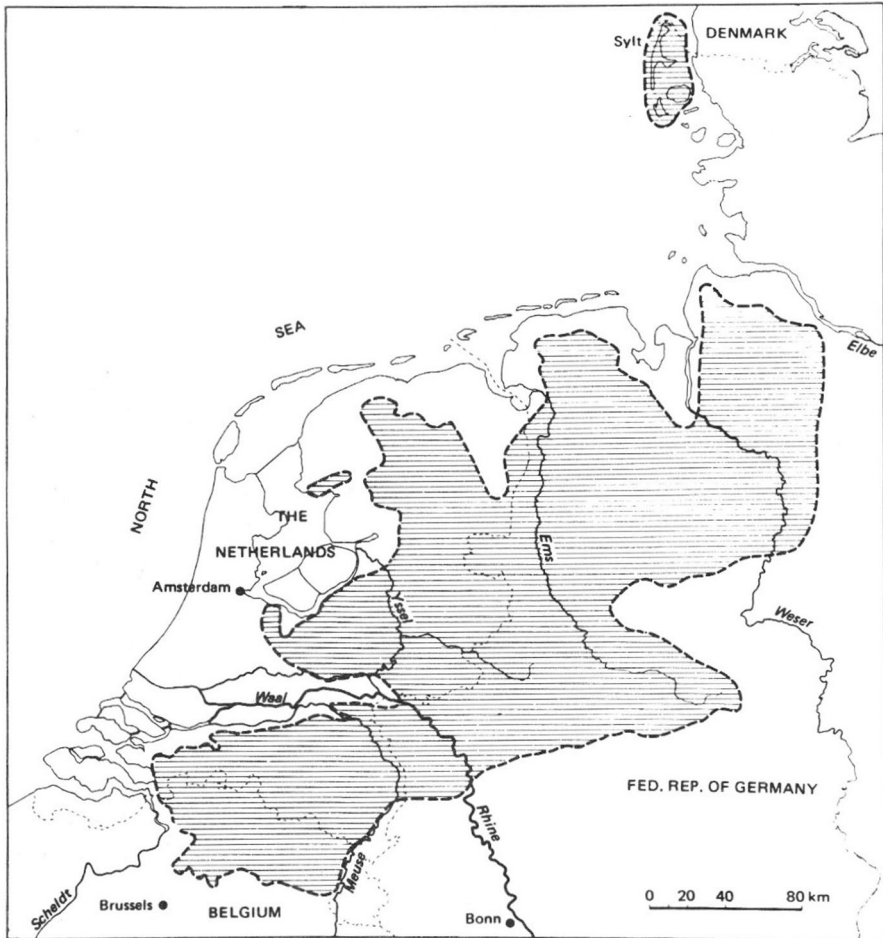 DENMARK
Sylt
Elbe
SEA
NORTH
THE
NETHERLANDS
Ems
Amsterdam
Yssel
Weser
Waal
FED. REP. OF GERMANY
Rhine
Meuse
Scheldt
Brussels
BELGIUM
Bonn
0 20 40 80 km